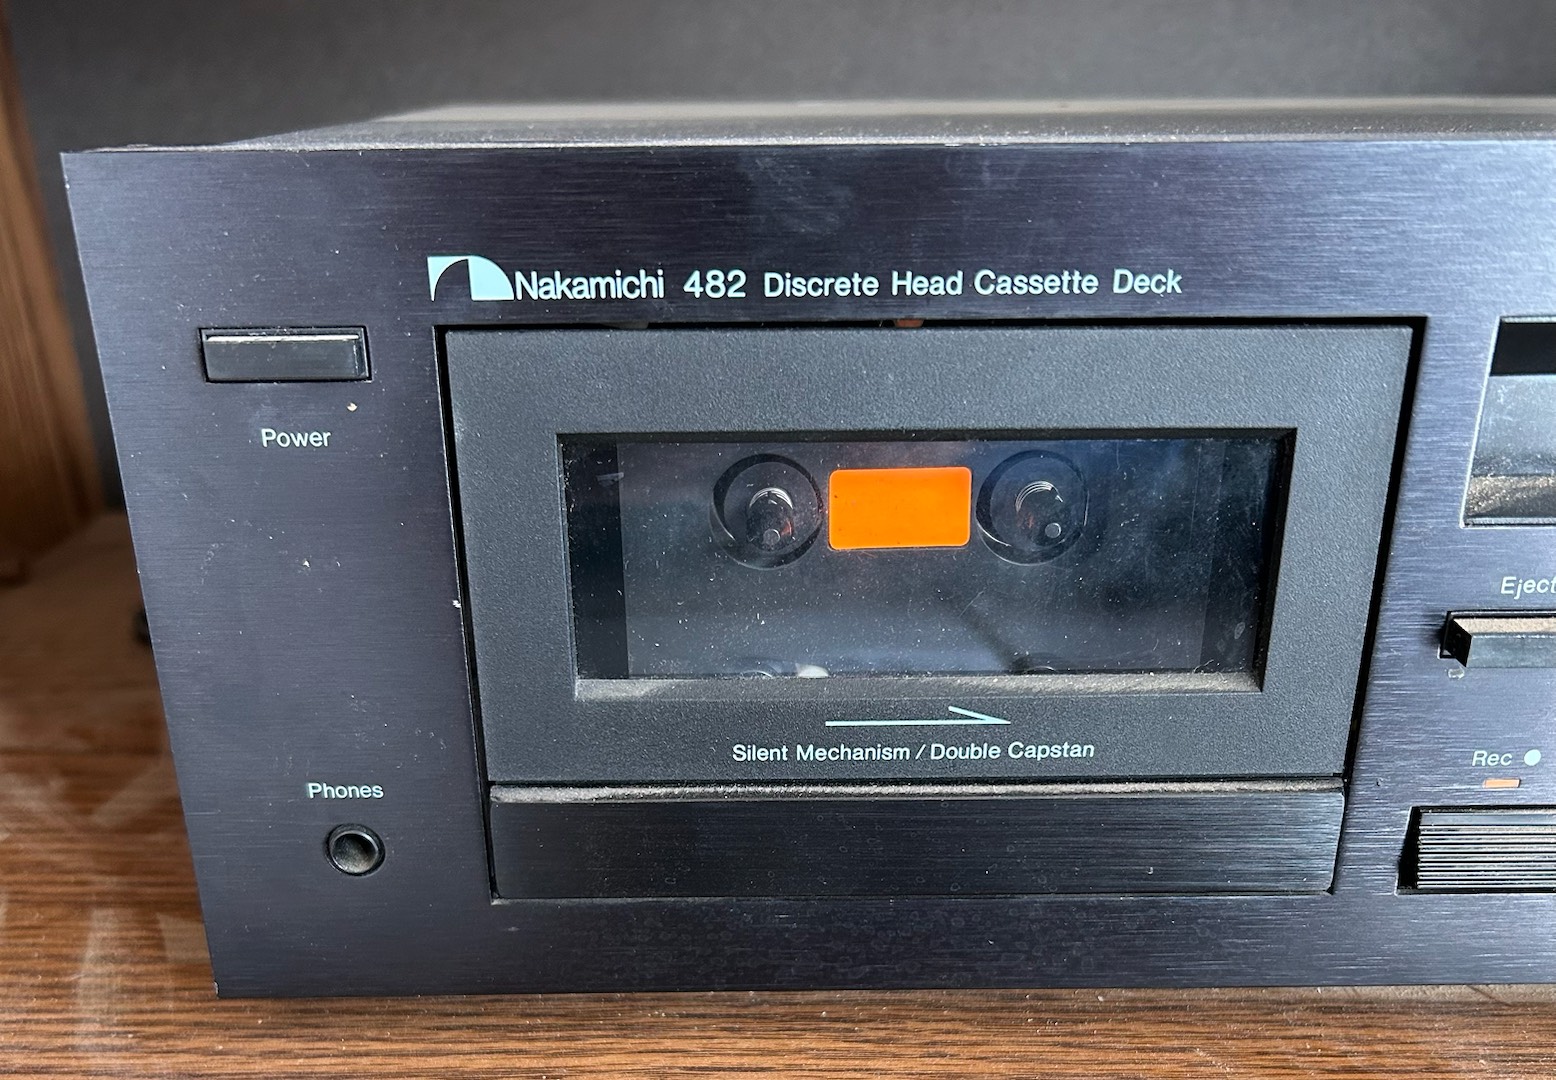 Nakamichi 482 Discrete Head Cassette Deck
Power
Eject
Silent Mechanism / Double Capstan
Rec
Phones